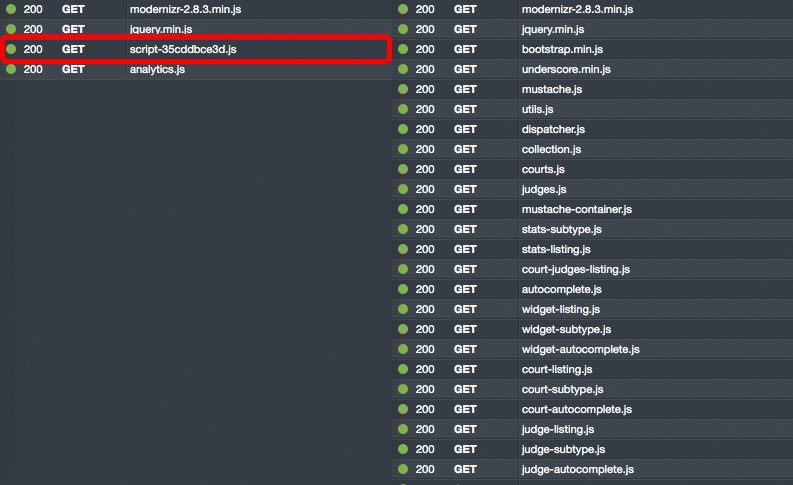 200 GET modernizr-2.8.3.min.js
200 GET jquery.min.js
200 GET script-35cddbce3d.js
200 GET analytics.js
200 GET modernizr-2.8.3.min.js
200 GET jquery.min.js
200 GET bootstrap.min.js
200 GET underscore.min.js
200 GET mustache.js
200 GET utils.js
200 GET dispatcher.js
200 GET collection.js
200 GET courts.js
200 GET judges.js
200 GET mustache-container.js
200 GET stats-subtype.js
200 GET stats-listing.js
200 GET court-judges-listing.js
200 GET autocomplete.js
200 GET widget-listing.js
200 GET widget-subtype.js
200 GET widget-autocomplete.js
200 GET court-listing.js
200 GET court-subtype.js
200 GET court-autocomplete.js
200 GET judge-listing.js
200 GET judge-subtype.js
200 GET judge-autocomplete.js